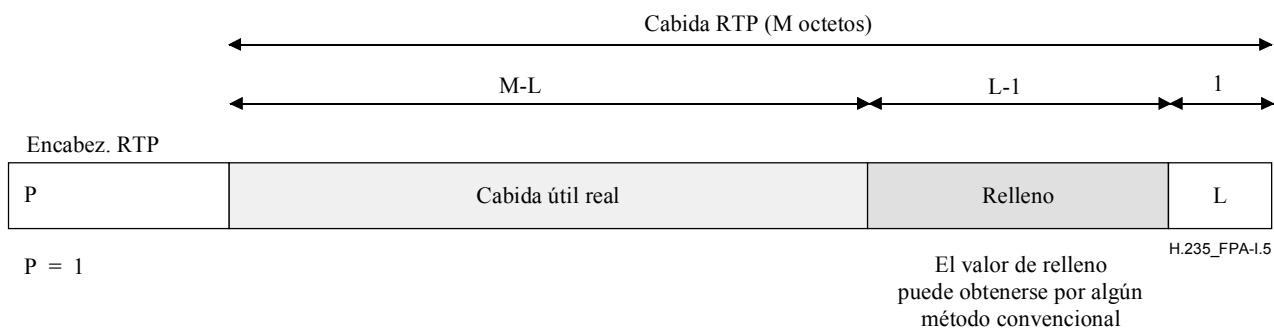 Cabida RTP (M octetos)
M-L L-1 1
Encabez. RTP
P Cabida útil real Relleno L
H.235_FPA-I.5
P = 1
El valor de relleno
puede obtenerse por algún
método convencional